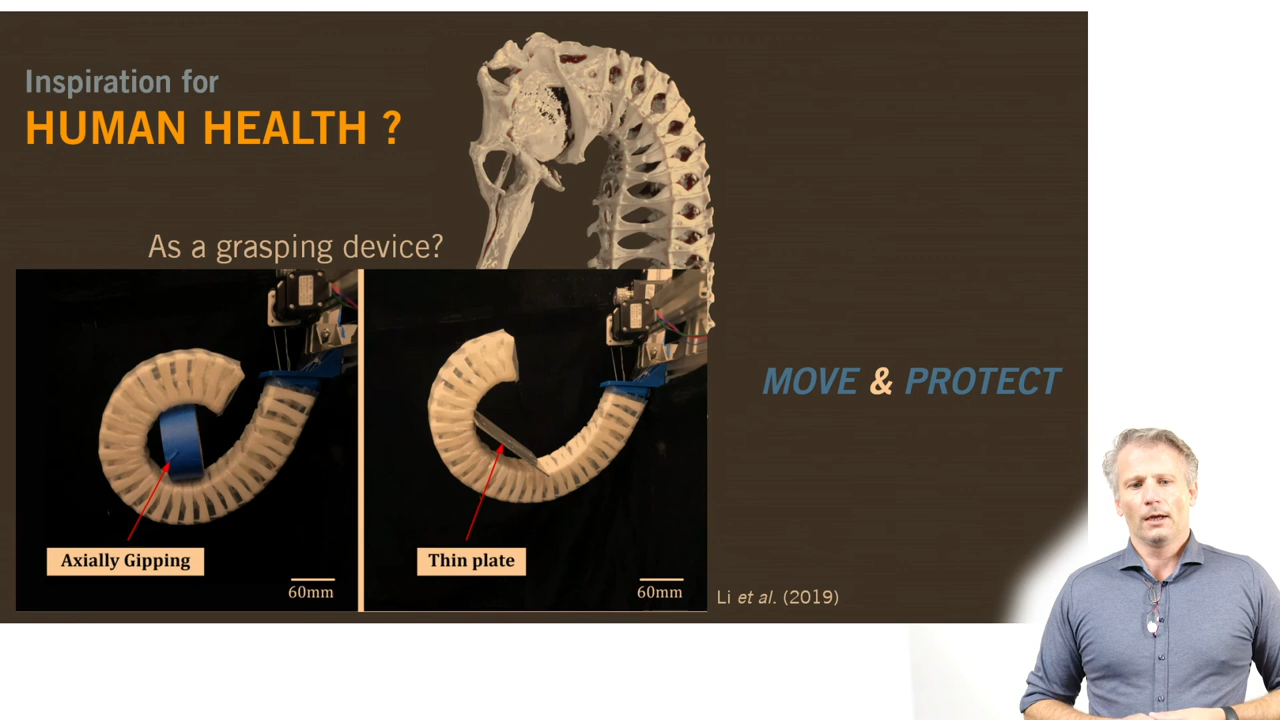 Inspiration for
HUMAN HEALTH ?
As a grasping device?
MOVE & PROTECT
Axially Gipping
60mm
Thin plate
60mm
Li et al. (2019)